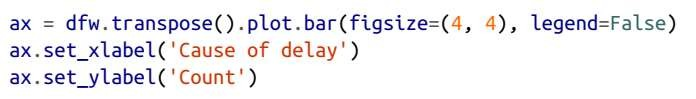 ax = dfw.transpose().plot.bar(figsize=(4, 4), legend=False)
ax.set_xlabel('Cause of delay')
ax.set_ylabel('Count')